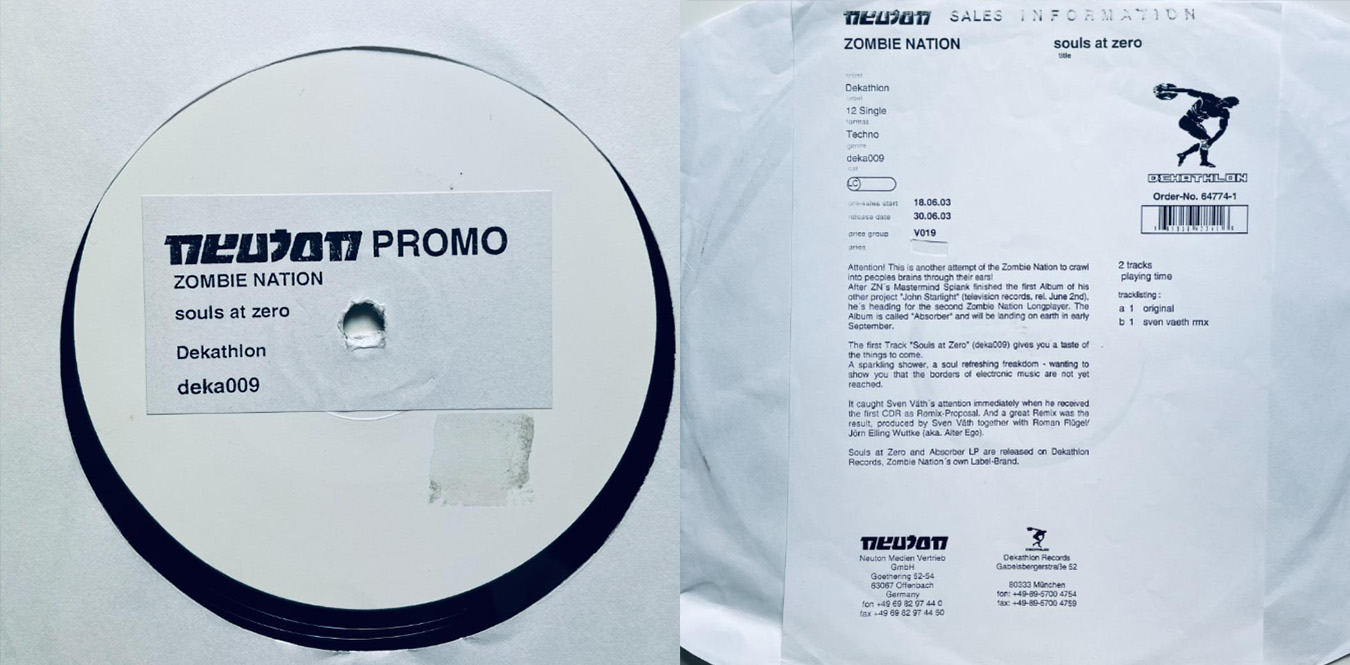 neuton PROMO
ZOMBIE NATION
souls at zero
Dekathlon
deka009
neuton SALES INFORMATION
ZOMBIE NATION souls at zero
title
artist
Dekathlon
label
12 Single
format
Techno
genre
deka009
cat
LC
pre-sales start 18.06.03
release date 30.06.03
price group V019
price
DEKATHLON
Order-No. 64774-1
Attention! This is another attempt of the Zombie Nation to crawl
into peoples brains through their ears!
After ZN´s Mastermind Splank finished the first Album of his
other project "John Starlight" (television records, rel. June 2nd),
he´s heading for the second Zombie Nation Longplayer. The
Album is called "Absorber" and will be landing on earth in early
September.
The first Track "Souls at Zero" (deka009) gives you a taste of
the things to come.
A sparkling shower, a soul refreshing freakdom - wanting to
show you that the borders of electronic music are not yet
reached.
It caught Sven Väth´s attention immediately when he received
the first CDR as Remix-Proposal. And a great Remix was the
result, produced by Sven Väth together with Roman Flügel/
Jörn Elling Wuttke (aka. Alter Ego).
Souls at Zero and Absorber LP are released on Dekathlon
Records, Zombie Nation´s own Label-Brand.
2 tracks
playing time
tracklisting :
a 1 original
b 1 sven vaeth rmx
neuton
Neuton Medien Vertrieb
GmbH
Goethering 52-54
63067 Offenbach
Germany
fon +49 69 82 97 44 0
fax +49 69 82 97 44 50
DEKATHLON
Dekathlon Records
Gabelsbergerstraße 52
80333 München
fon: +49-89-5700 4754
fax: +49-89-5700 4759